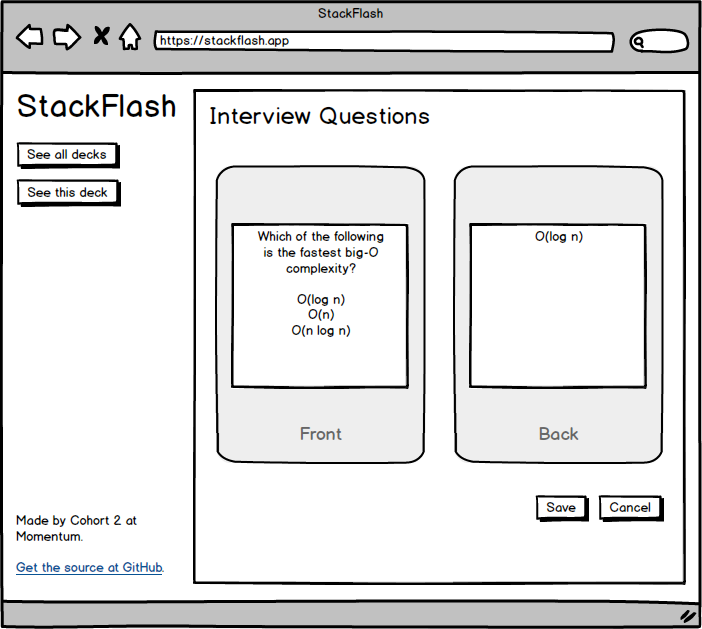 StackFlash
https://stackflash.app
StackFlash
See all decks
See this deck
Interview Questions
Which of the following
is the fastest big-O
complexity?
O(log n)
O(n)
O(n log n)
Front
O(log n)
Back
Save
Cancel
Made by Cohort 2 at
Momentum.
Get the source at GitHub.